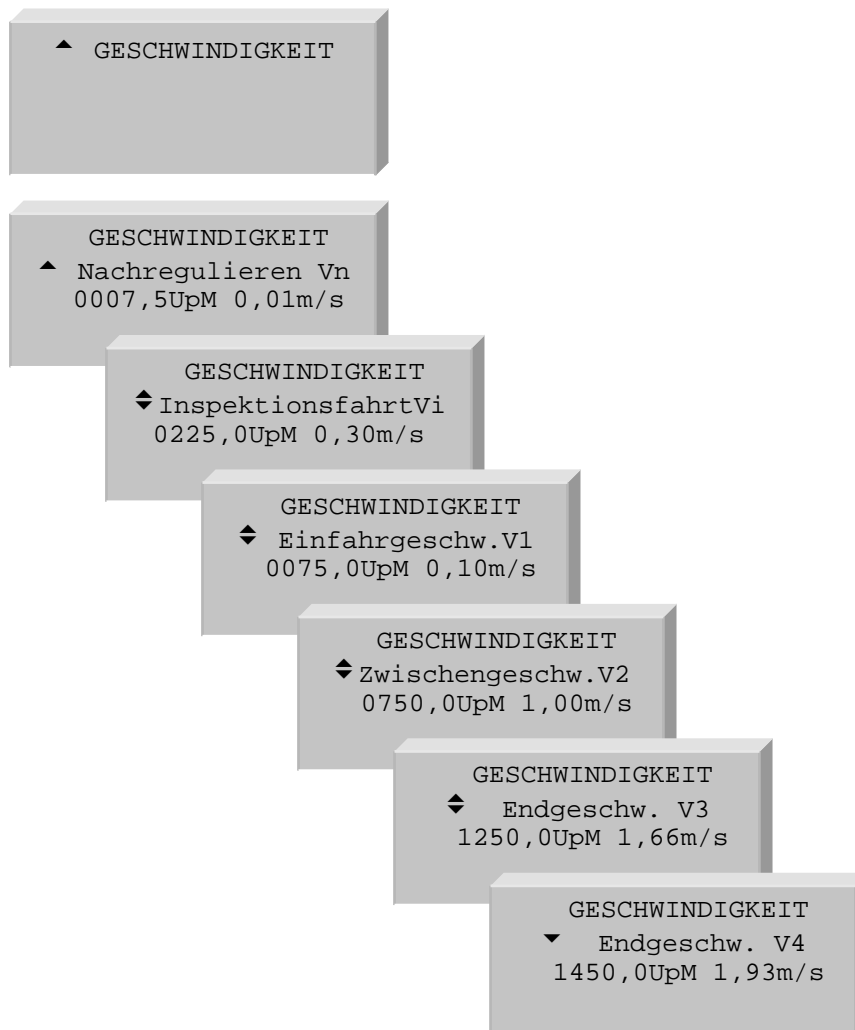 GESCHWINDIGKEIT
GESCHWINDIGKEIT
Nachregulieren Vn
0007,5UpM 0,01m/s
GESCHWINDIGKEIT
InspektionsfahrtVi
0225,0UpM 0,30m/s
GESCHWINDIGKEIT
Einfahrgeschw.V1
0075,0UpM 0,10m/s
GESCHWINDIGKEIT
Zwischengeschw.V2
0750,0UpM 1,00m/s
GESCHWINDIGKEIT
Endgeschw. V3
1250,0UpM 1,66m/s
GESCHWINDIGKEIT
Endgeschw. V4
1450,0UpM 1,93m/s